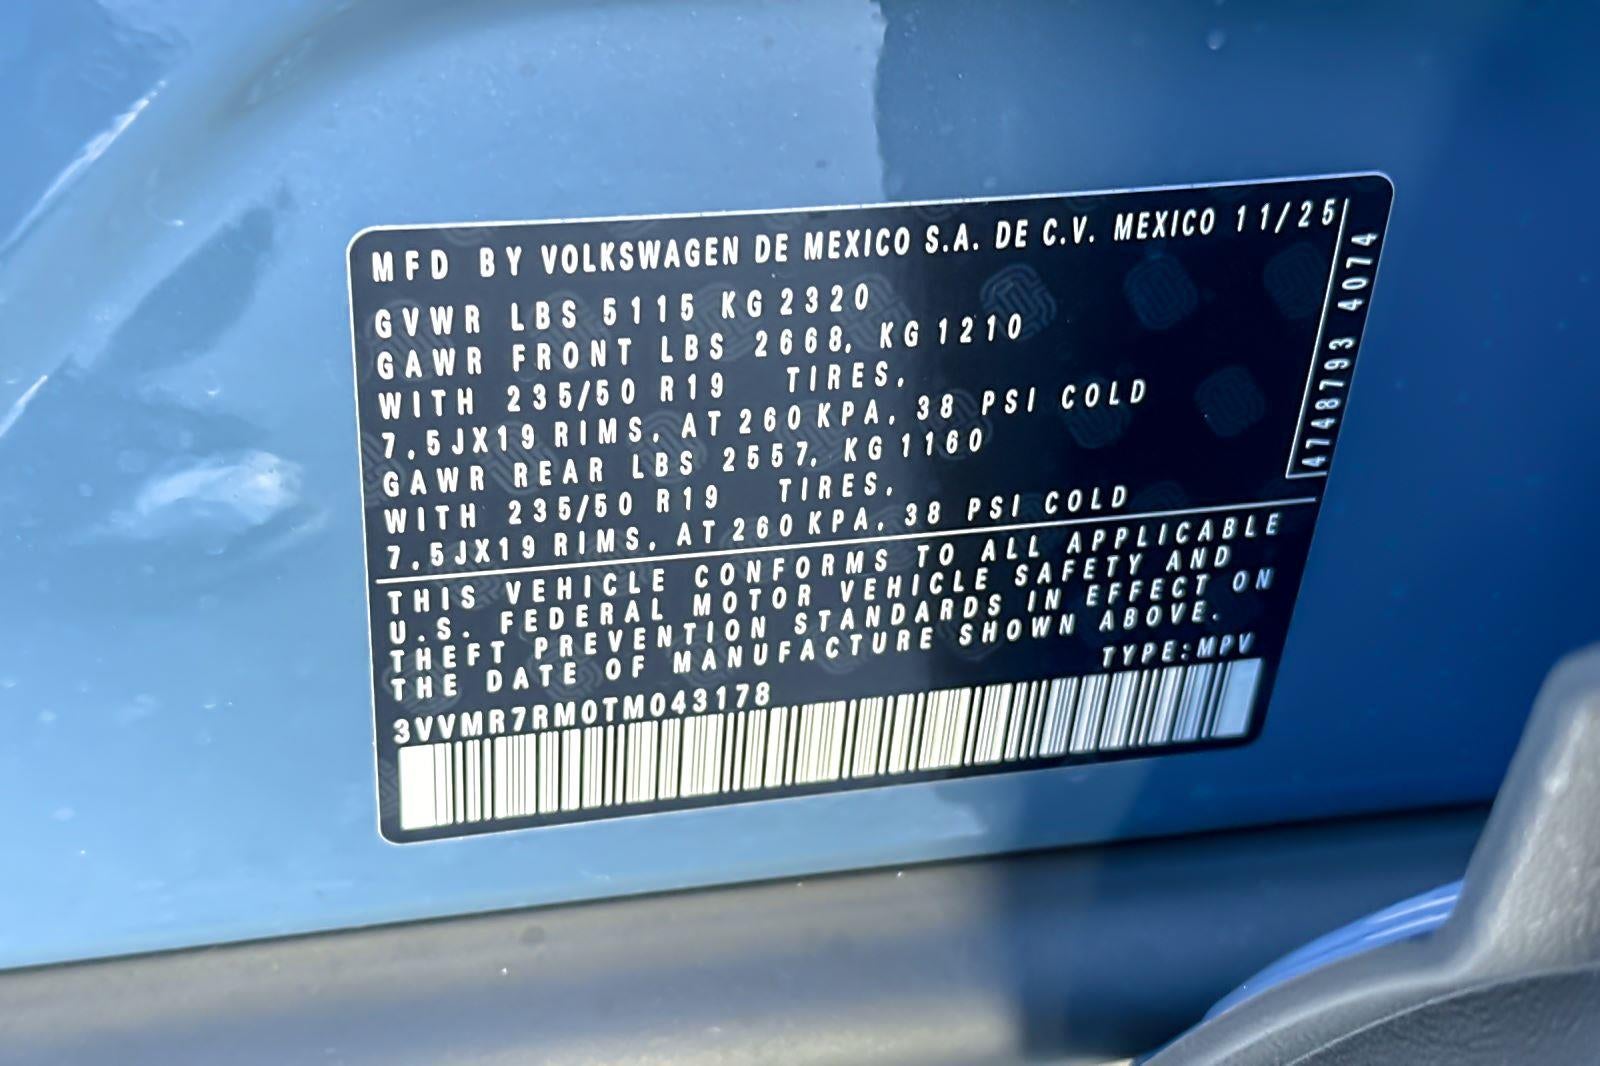 MFD BY VOLKSWAGEN DE MEXICO S.A. DE C.V. MEXICO 11/25
GVWR LBS 5115 KG 2320
GAWR FRONT LBS 2668, KG 1210
WITH 235/50 R19 TIRES,
7.5JX19 RIMS, AT 260 KPA, 38 PSI COLD
GAWR REAR LBS 2557, KG 1160
WITH 235/50 R19 TIRES,
7.5JX19 RIMS, AT 260 KPA, 38 PSI COLD
4748793 4074
THIS VEHICLE CONFORMS TO ALL APPLICABLE
U.S. FEDERAL MOTOR VEHICLE SAFETY AND
THEFT PREVENTION STANDARDS IN EFFECT ON
THE DATE OF MANUFACTURE SHOWN ABOVE.
TYPE:MPV
3VVMR7RM0TM043178